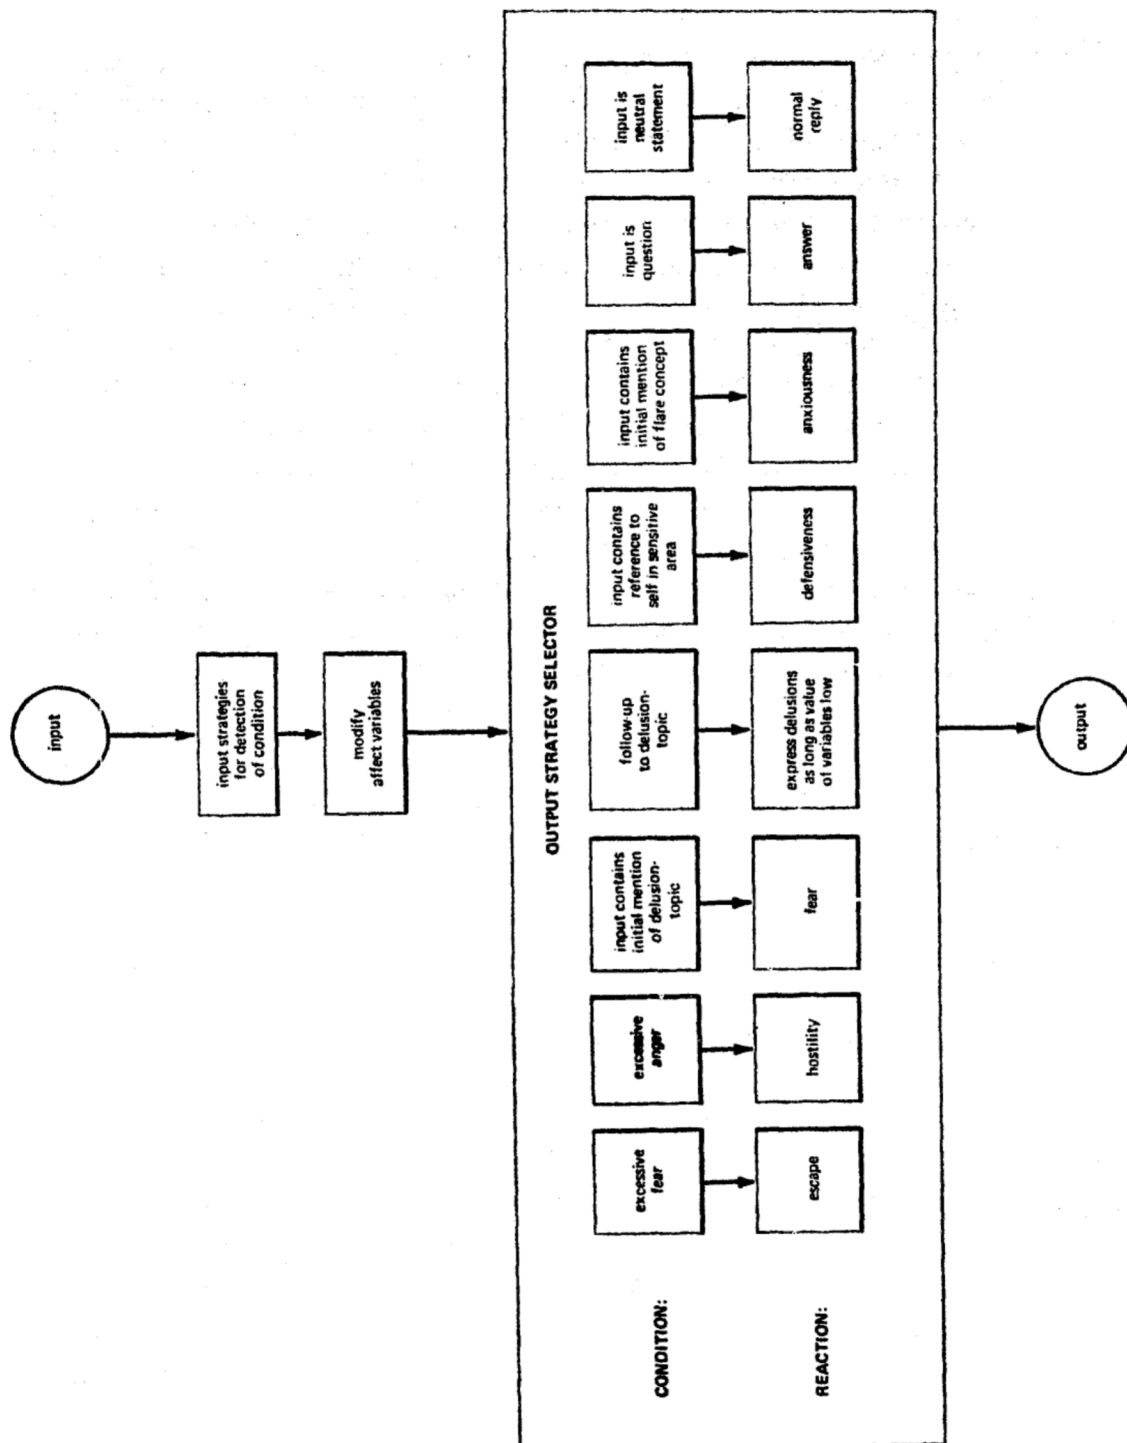 input
input strategies
for detection
of condition
modify
affect variables
OUTPUT STRATEGY SELECTOR
CONDITION:
excessive
fear
excessive
anger
input contains
initial mention
of delusion-
topic
follow-up
to delusion-
topic
input contains
reference to
self in sensitive
area
input contains
initial mention
of flare concept
input is
question
input is
neutral
statement
REACTION:
escape
hostility
fear
express delusions
as long as value
of variables low
defensiveness
anxiousness
answer
normal
reply
output